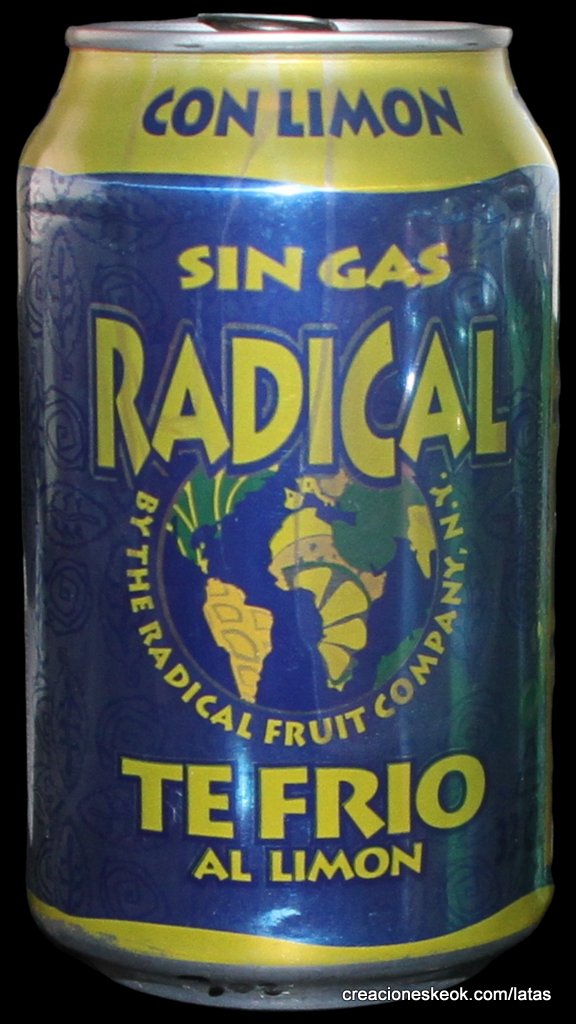 CON LIMON
SIN GAS
RADICAL
BY THE RADICAL FRUIT COMPANY, N.Y.
TE FRIO
AL LIMON
creacioneskeok.com/latas